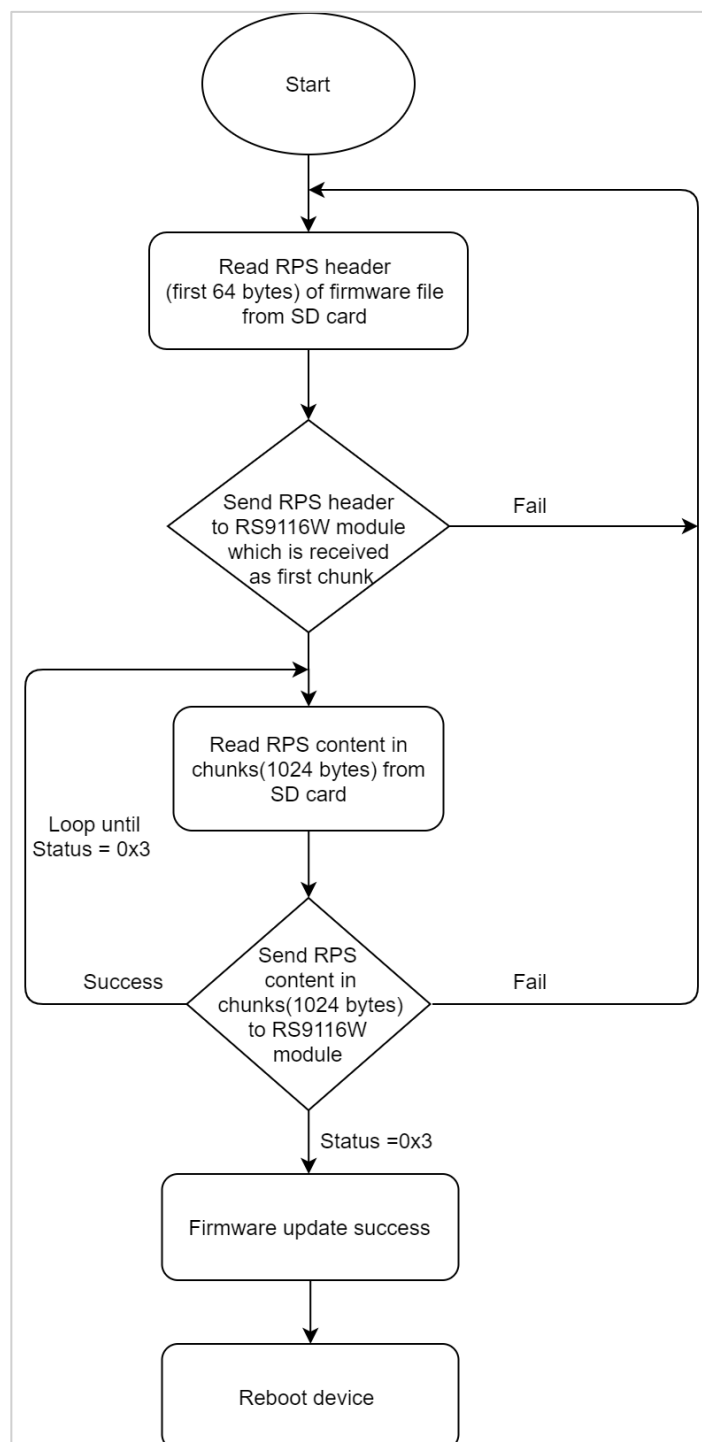 Start
Read RPS header
(first 64 bytes) of firmware file
from SD card
Send RPS header
to RS9116W module
which is received
as first chunk
Fail
Read RPS content in
chunks(1024 bytes) from
SD card
Loop until
Status = 0x3
Send RPS
content in
chunks(1024 bytes)
to RS9116W
module
Success
Fail
Status =0x3
Firmware update success
Reboot device